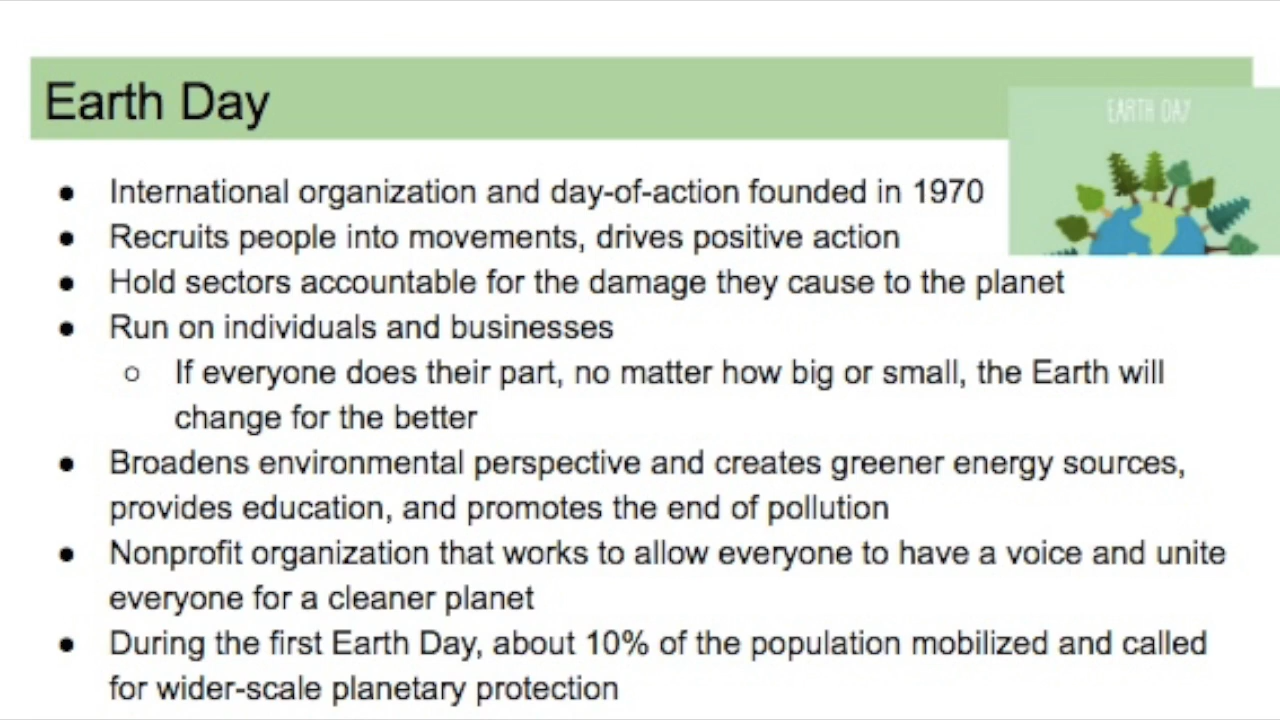 Earth Day
EARTH DAY
● International organization and day-of-action founded in 1970
● Recruits people into movements, drives positive action
● Hold sectors accountable for the damage they cause to the planet
● Run on individuals and businesses
○ If everyone does their part, no matter how big or small, the Earth will
change for the better
● Broadens environmental perspective and creates greener energy sources,
provides education, and promotes the end of pollution
● Nonprofit organization that works to allow everyone to have a voice and unite
everyone for a cleaner planet
● During the first Earth Day, about 10% of the population mobilized and called
for wider-scale planetary protection